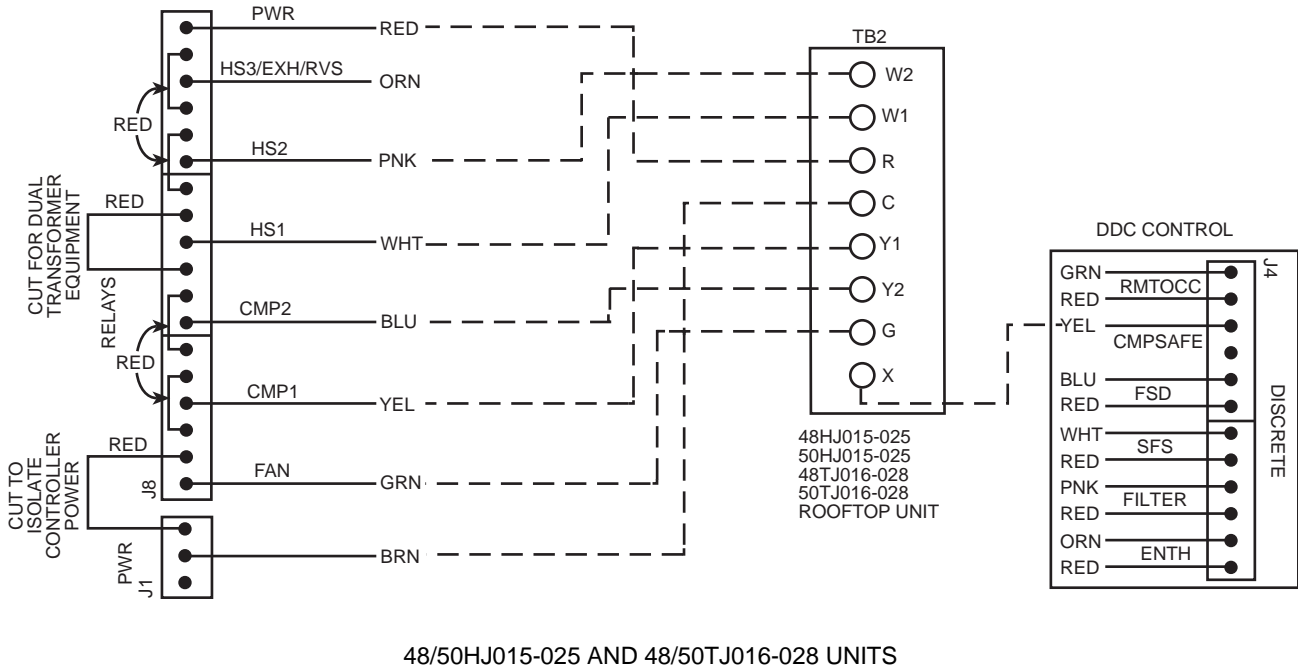 PWR
RED
HS3/EXH/RVS
ORN
RED
HS2
PNK
CUT FOR DUAL
TRANSFORMER
EQUIPMENT
RED
HS1
WHT
RELAYS
CMP2
BLU
RED
CMP1
YEL
CUT TO
ISOLATE
CONTROLLER
POWER
RED
J8
FAN
GRN
PWR
J1
BRN
TB2
W2
W1
R
C
Y1
Y2
G
X
48HJ015-025
50HJ015-025
48TJ016-028
50TJ016-028
ROOFTOP UNIT
DDC CONTROL
J4
GRN
RMTOCC
RED
YEL
CMPSAFE
BLU
FSD
RED
DISCRETE
WHT
SFS
RED
PNK
FILTER
RED
ORN
ENTH
RED
48/50HJ015-025 AND 48/50TJ016-028 UNITS